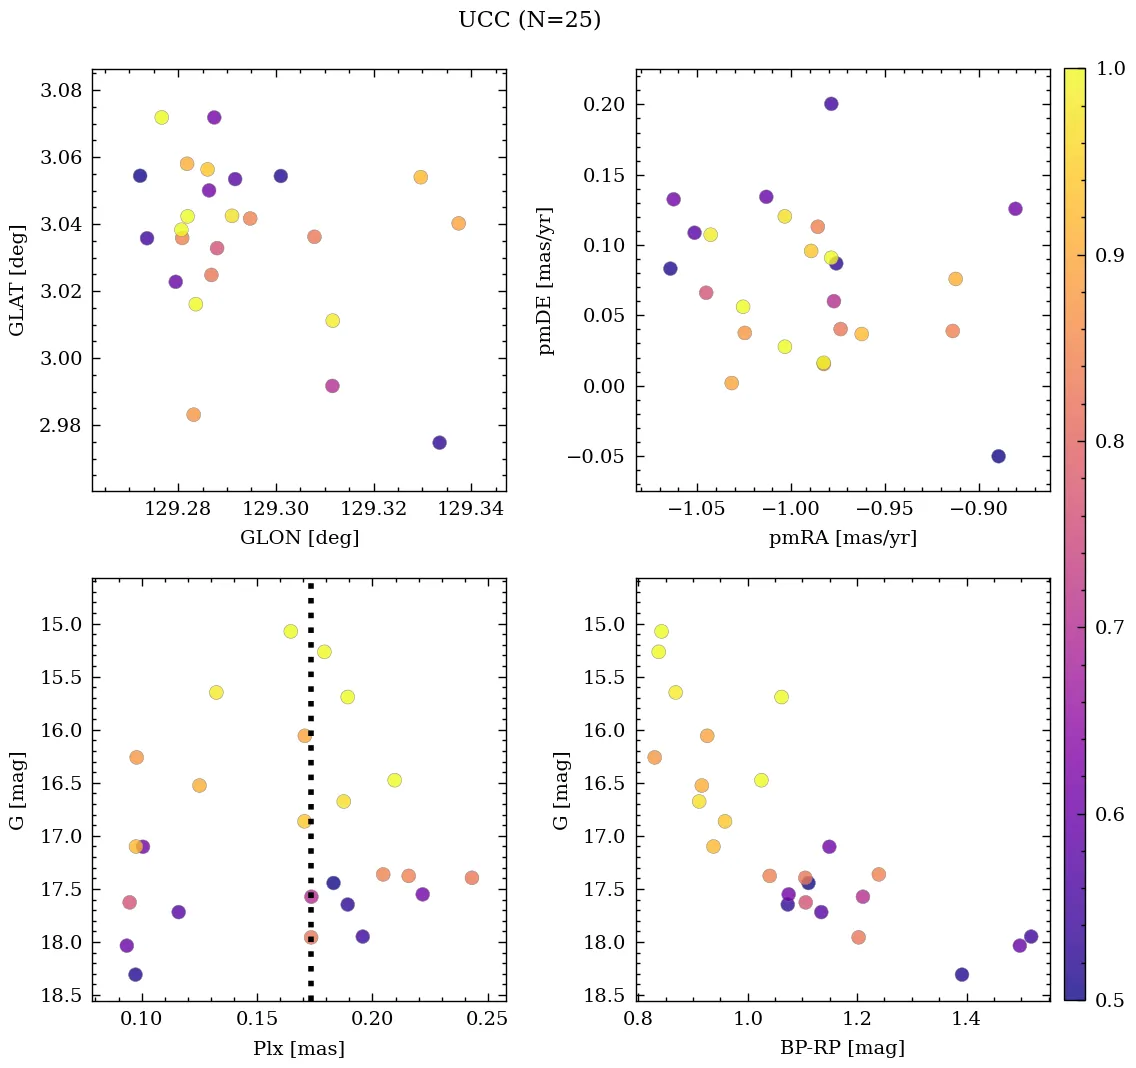 UCC (N=25)
3.08
3.06
3.04
3.02
3.00
2.98
GLAT [deg]
129.28 129.30 129.32 129.34
GLON [deg]
0.20
0.15
0.10
0.05
0.00
−0.05
pmDE [mas/yr]
−1.05 −1.00 −0.95 −0.90
pmRA [mas/yr]
1.0
0.9
0.8
0.7
0.6
0.5
15.0
15.5
16.0
16.5
17.0
17.5
18.0
18.5
G [mag]
0.10 0.15 0.20 0.25
Plx [mas]
15.0
15.5
16.0
16.5
17.0
17.5
18.0
18.5
G [mag]
0.8 1.0 1.2 1.4
BP-RP [mag]